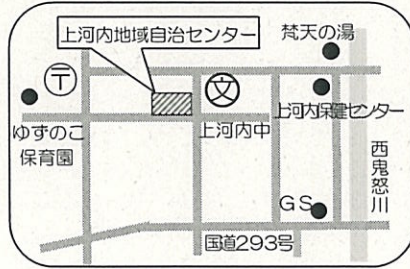 上河内地域自治センター
梵天の湯
〒
文
ゆずのこ
保育園
上河内中
上河内保健センター
西鬼怒川
GS
国道293号